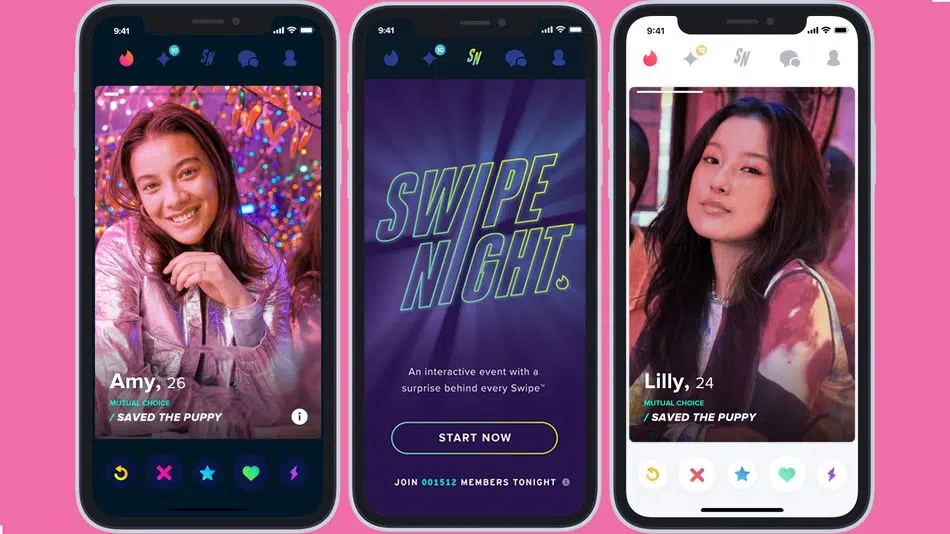 9:41
10
SN
Amy, 26
MUTUAL CHOICE
/ SAVED THE PUPPY
9:41
10
SN
SWIPE
NIGHT
An interactive event with a
surprise behind every Swipe™
START NOW
JOIN 001512 MEMBERS TONIGHT
9:41
10
SN
Lilly, 24
MUTUAL CHOICE
/ SAVED THE PUPPY